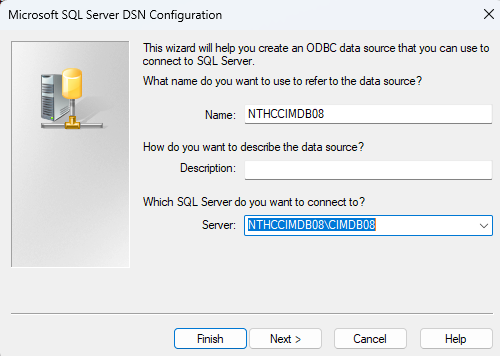 Microsoft SQL Server DSN Configuration
This wizard will help you create an ODBC data source that you can use to
connect to SQL Server.
What name do you want to use to refer to the data source?
Name: NTHCCIMDB08
How do you want to describe the data source?
Description:
Which SQL Server do you want to connect to?
Server: NTHCCIMDB08\CIMDB08
Finish Next > Cancel Help